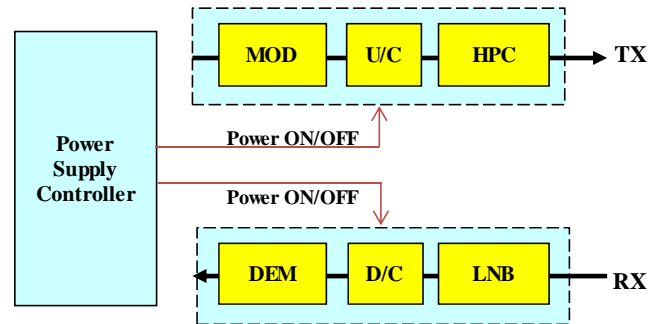 MOD U/C HPC TX
Power ON/OFF
Power
Supply
Controller
Power ON/OFF
DEM D/C LNB RX